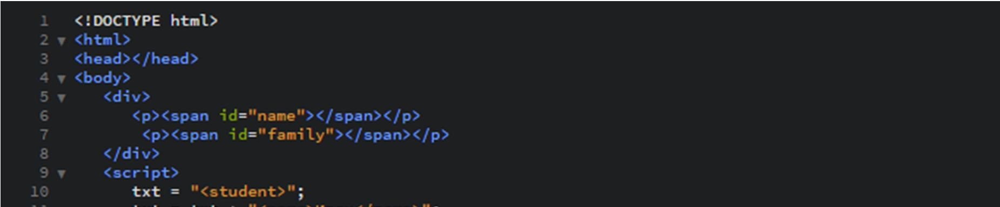 1 <!DOCTYPE html>
2 ▼ <html>
3 <head></head>
4 ▼ <body>
5 ▼ <div>
6 <p><span id="name"></span></p>
7 <p><span id="family"></span></p>
8 </div>
9 ▼ <script>
10 txt = "<student>";